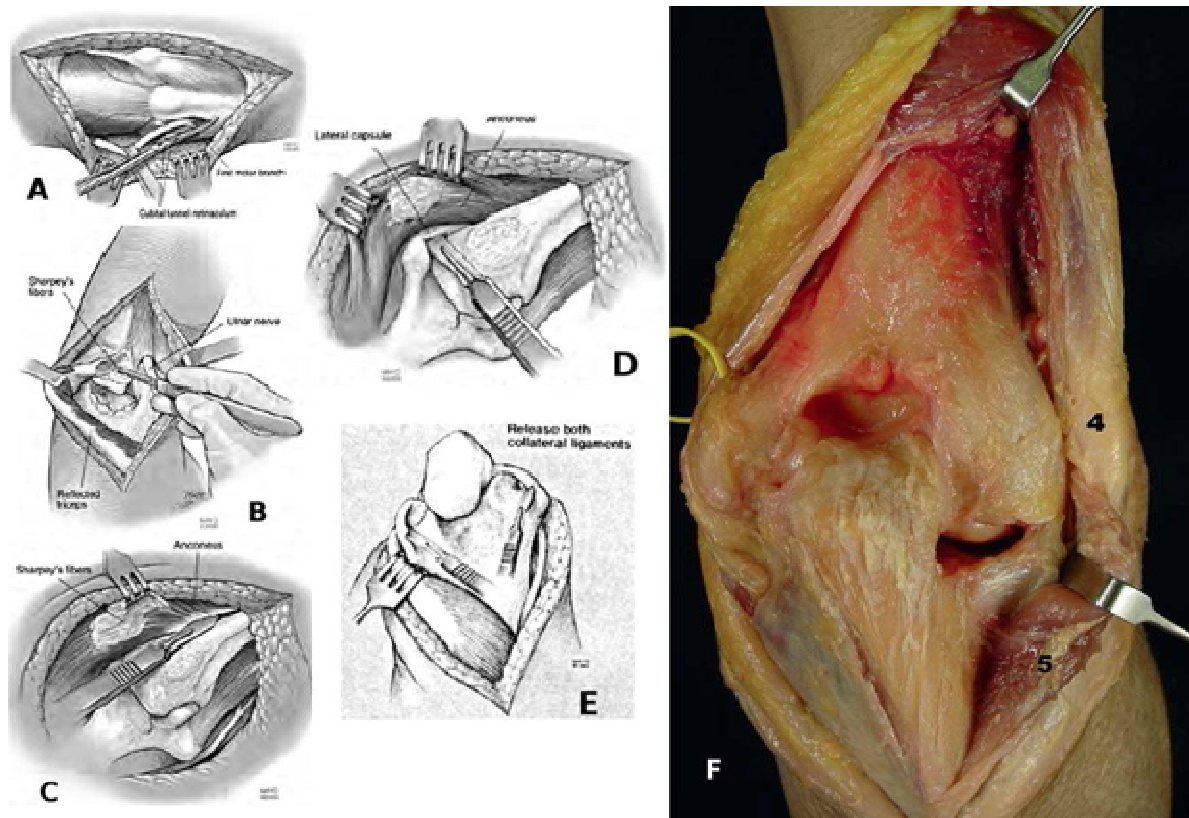 A
First motor branch
Cubital tunnel retinaculum
Sharpey's
fibers
Ulnar nerve
Reflected
triceps
B
Anconeus
Sharpey's fibers
C
Lateral capsule
Anconeus
D
Release both
collateral ligaments
E
4
5
F